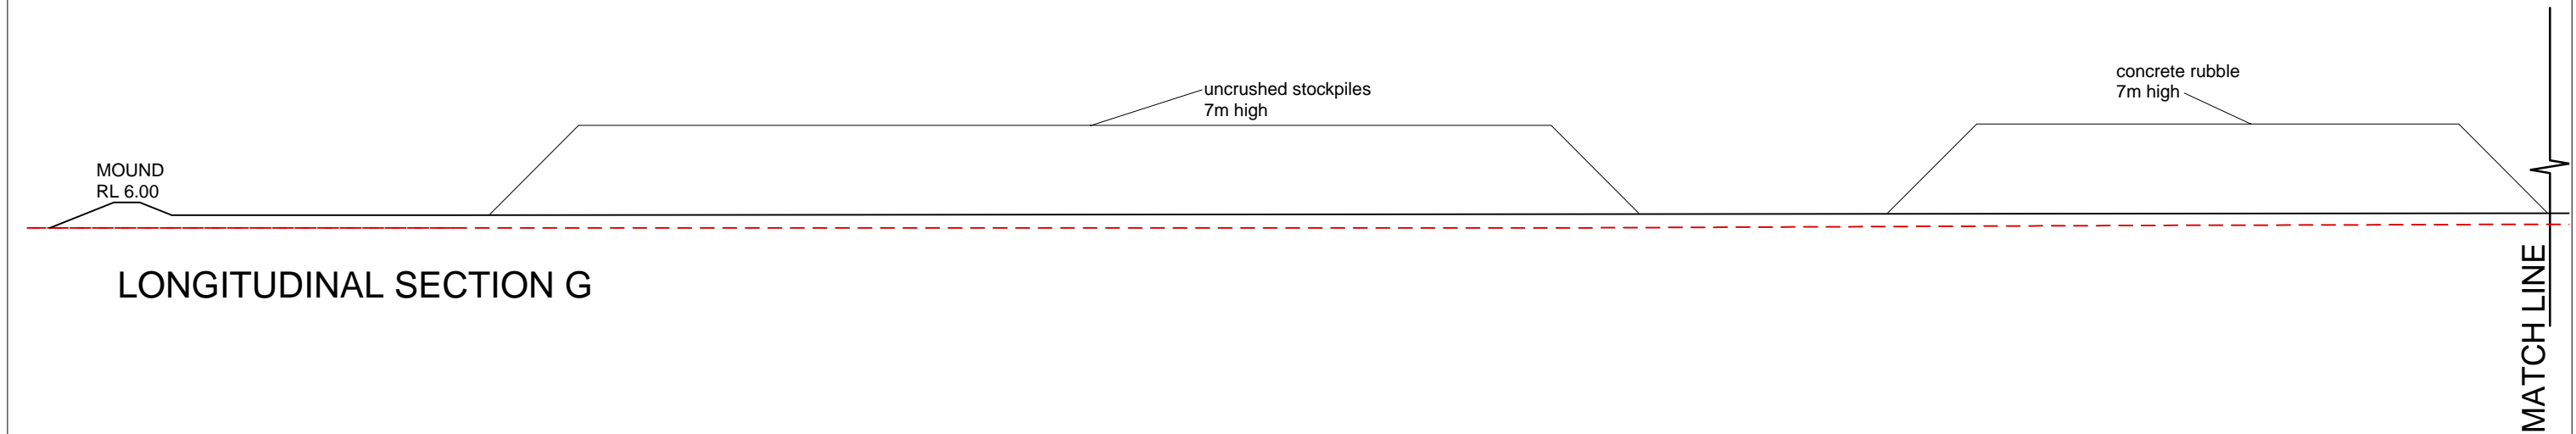 uncrushed stockpiles
7m high
concrete rubble
7m high
MOUND
RL 6.00
LONGITUDINAL SECTION G
MATCH LINE